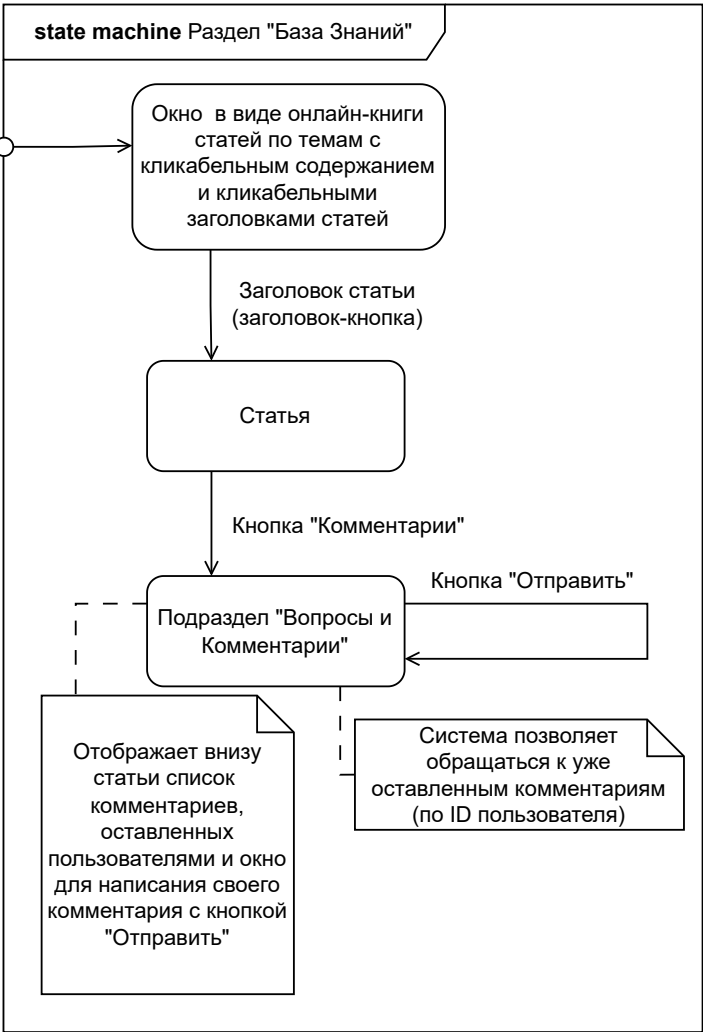 state machine Раздел "База Знаний"
Окно в виде онлайн-книги
статей по темам с
кликабельным содержанием
и кликабельными
заголовками статей
Заголовок статьи
(заголовок-кнопка)
Статья
Кнопка "Комментарии"
Кнопка "Отправить"
Подраздел "Вопросы и
Комментарии"
Отображает внизу
статьи список
комментариев,
оставленных
пользователями и окно
для написания своего
комментария с кнопкой
"Отправить"
Система позволяет
обращаться к уже
оставленным комментариям
(по ID пользователя)